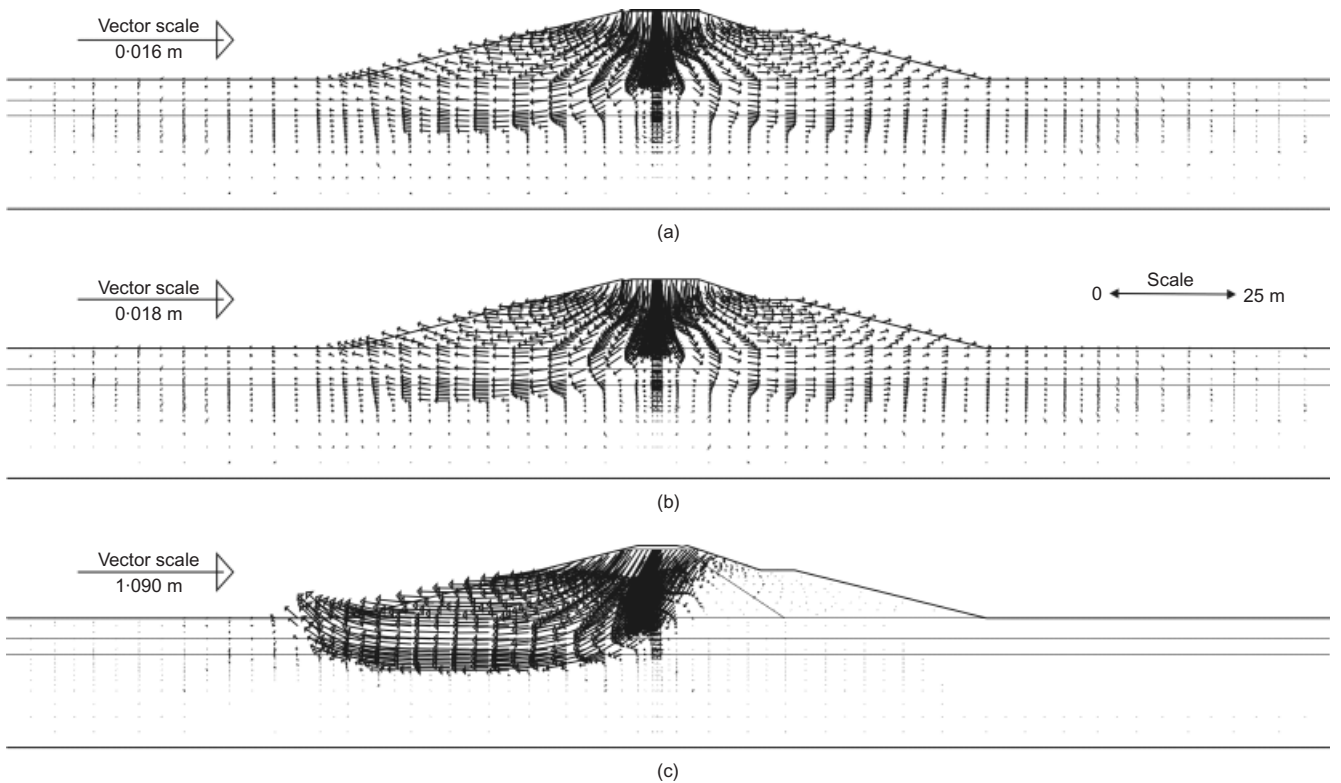 Vector scale
0·016 m
(a)
Vector scale
0·018 m
Scale
0 25 m
(b)
Vector scale
1·090 m
(c)